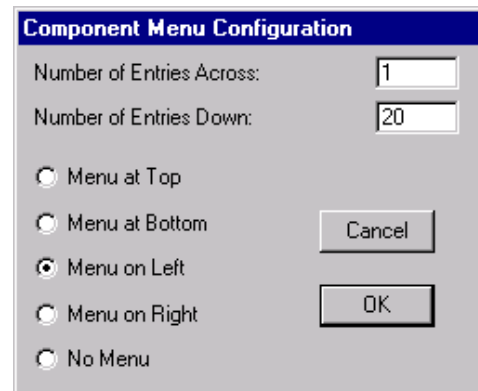 Component Menu Configuration
Number of Entries Across: 1
Number of Entries Down: 20
Menu at Top
Menu at Bottom
Cancel
Menu on Left
OK
Menu on Right
No Menu